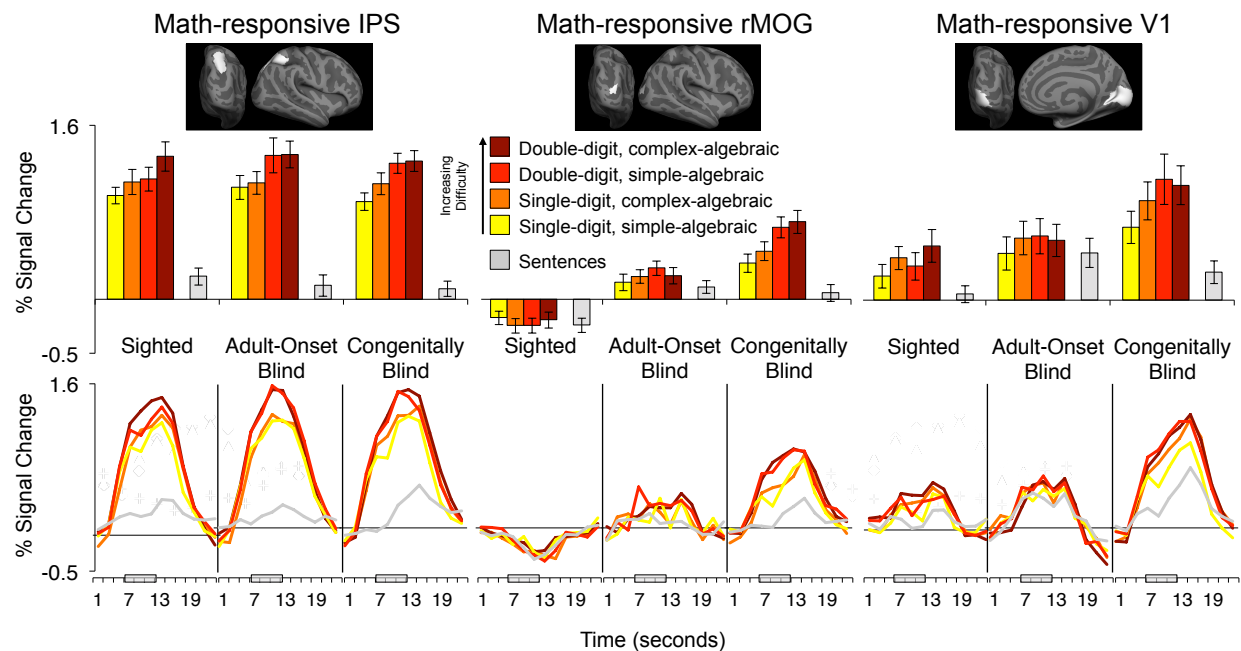 Math-responsive IPS
Math-responsive rMOG
Math-responsive V1
1.6
% Signal Change
-0.5
Increasing
Difficulty
Double-digit, complex-algebraic
Double-digit, simple-algebraic
Single-digit, complex-algebraic
Single-digit, simple-algebraic
Sentences
Sighted
Adult-Onset
Blind
Congenitally
Blind
Sighted
Adult-Onset
Blind
Congenitally
Blind
Sighted
Adult-Onset
Blind
Congenitally
Blind
1.6
% Signal Change
-0.5
1 7 13 19 1 7 13 19 1 7 13 19 1 7 13 19 1 7 13 19 1 7 13 19 1 7 13 19 1 7 13 19 1 7 13 19
Time (seconds)